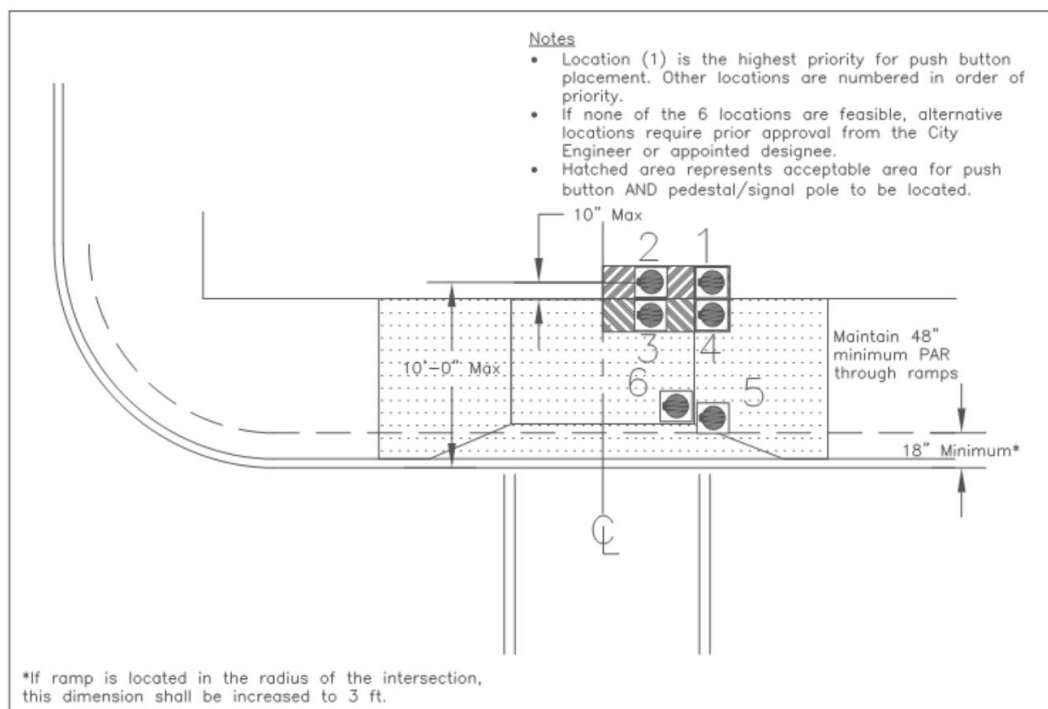 Notes
• Location (1) is the highest priority for push button
placement. Other locations are numbered in order of
priority.
• If none of the 6 locations are feasible, alternative
locations require prior approval from the City
Engineer or appointed designee.
• Hatched area represents acceptable area for push
button AND pedestal/signal pole to be located.
10" Max
2 1
3 4
10'-0" Max
6 5
Maintain 48"
minimum PAR
through ramps
18" Minimum*
CL
*If ramp is located in the radius of the intersection,
this dimension shall be increased to 3 ft.